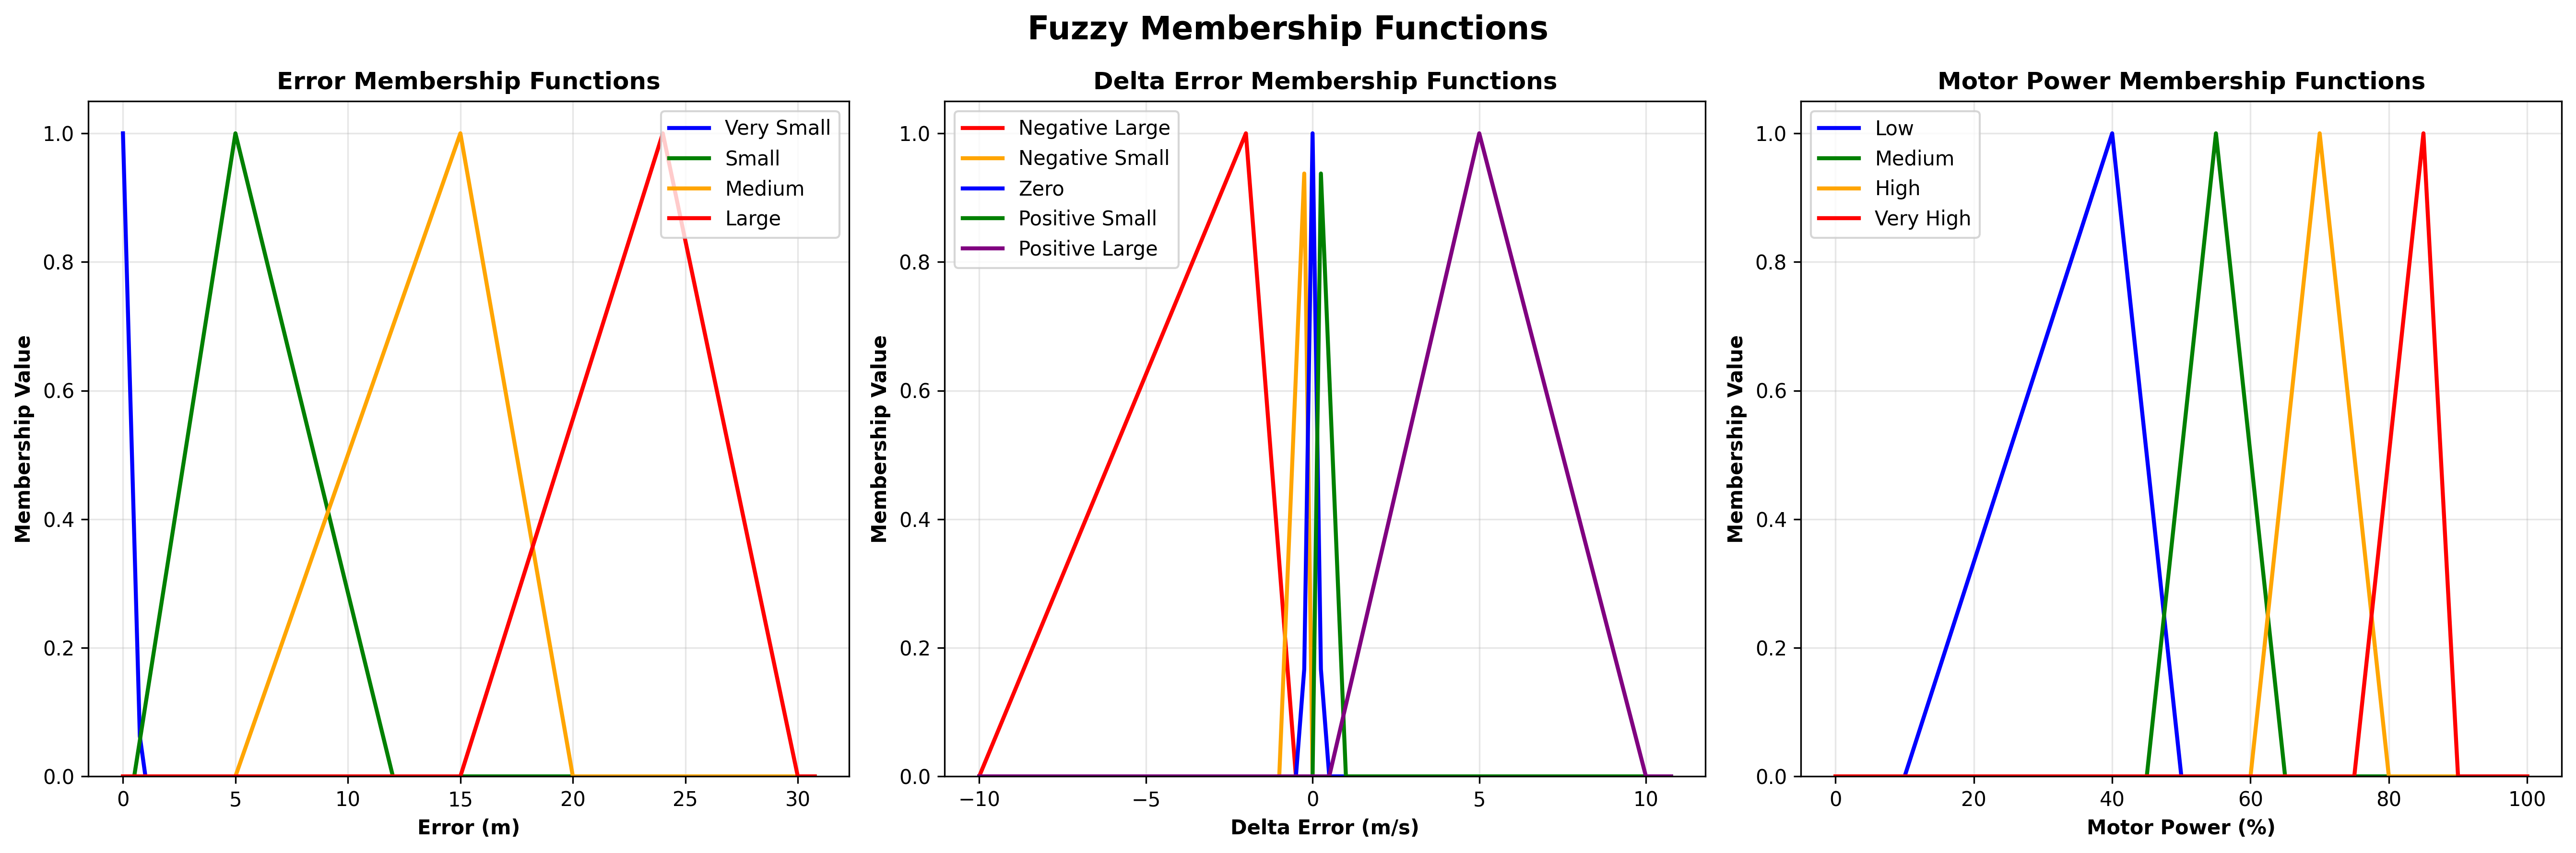 Fuzzy Membership Functions
Error Membership Functions
Membership Value
1.0
0.8
0.6
0.4
0.2
0.0
Very Small
Small
Medium
Large
0 5 10 15 20 25 30
Error (m)
Delta Error Membership Functions
Membership Value
1.0
0.8
0.6
0.4
0.2
0.0
Negative Large
Negative Small
Zero
Positive Small
Positive Large
−10 −5 0 5 10
Delta Error (m/s)
Motor Power Membership Functions
Membership Value
1.0
0.8
0.6
0.4
0.2
0.0
Low
Medium
High
Very High
0 20 40 60 80 100
Motor Power (%)